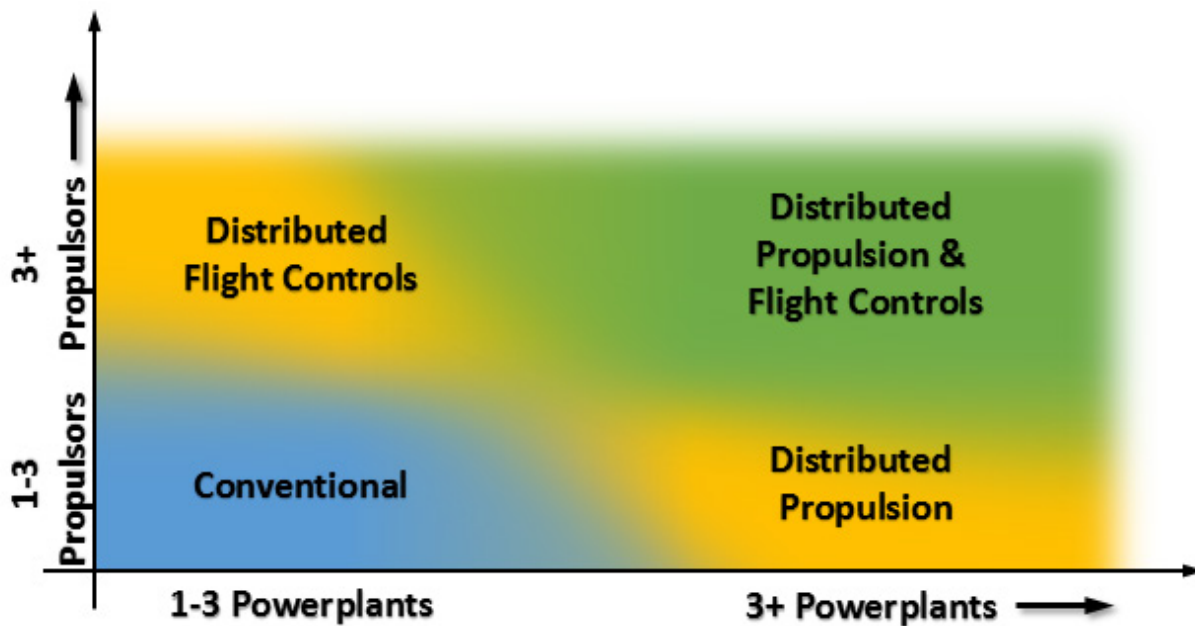 Distributed
Flight Controls
Distributed
Propulsion &
Flight Controls
3+
Propulsors
Conventional
Distributed
Propulsion
1-3
Propulsors
1-3 Powerplants
3+ Powerplants